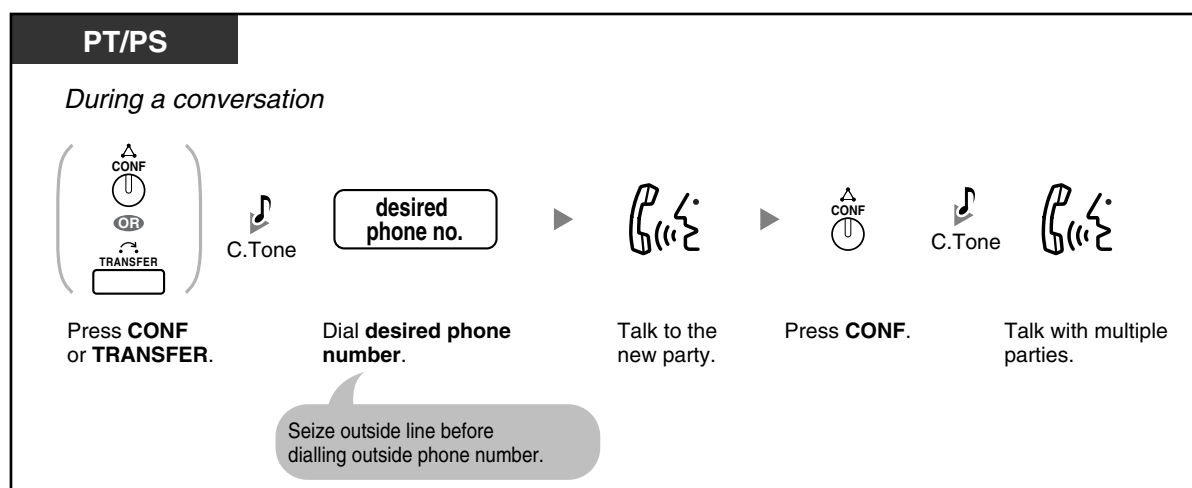 PT/PS
During a conversation
CONF
OR
TRANSFER
C.Tone
desired
phone no.
CONF
C.Tone
Press CONF
or TRANSFER.
Dial desired phone
number.
Talk to the
new party.
Press CONF.
Talk with multiple
parties.
Seize outside line before
dialling outside phone number.